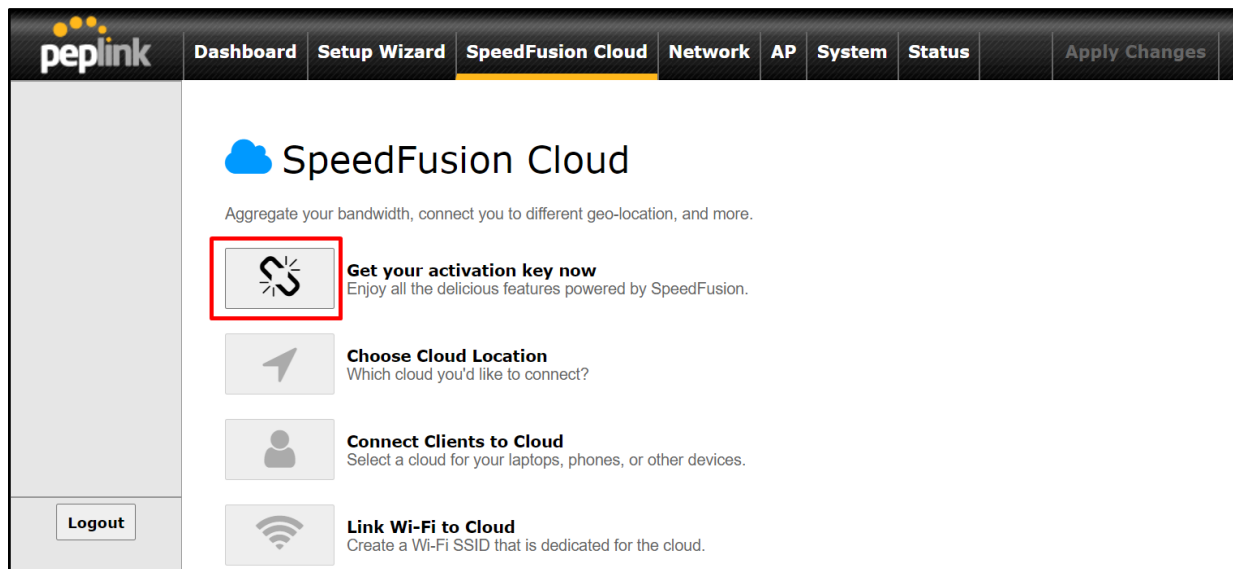 peplink
Dashboard Setup Wizard SpeedFusion Cloud Network AP System Status Apply Changes
SpeedFusion Cloud
Aggregate your bandwidth, connect you to different geo-location, and more.
Get your activation key now
Enjoy all the delicious features powered by SpeedFusion.
Choose Cloud Location
Which cloud you'd like to connect?
Connect Clients to Cloud
Select a cloud for your laptops, phones, or other devices.
Logout
Link Wi-Fi to Cloud
Create a Wi-Fi SSID that is dedicated for the cloud.